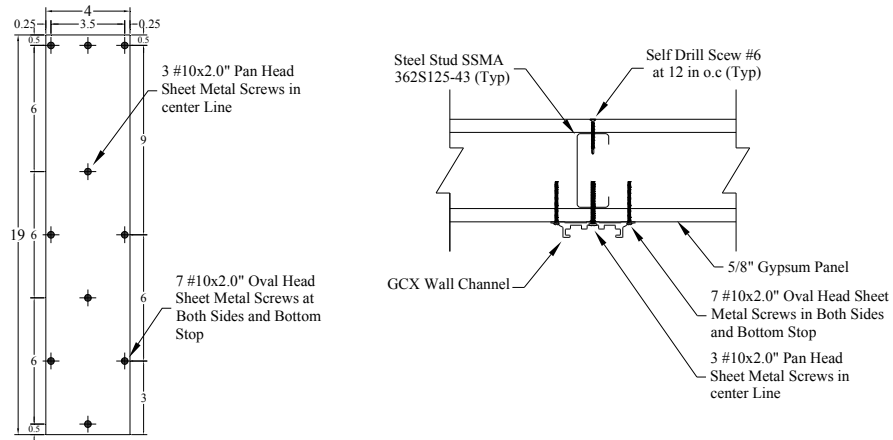 4
0.25
3.5
0.25
0.5
0.5
3 #10x2.0" Pan Head
Sheet Metal Screws in
center Line
6
9
19
6
7 #10x2.0" Oval Head
Sheet Metal Screws at
Both Sides and Bottom
Stop
6
6
3
0.5
Steel Stud SSMA
362S125-43 (Typ)
Self Drill Scew #6
at 12 in o.c (Typ)
GCX Wall Channel
5/8" Gypsum Panel
7 #10x2.0" Oval Head Sheet
Metal Screws in Both Sides
and Bottom Stop
3 #10x2.0" Pan Head
Sheet Metal Screws in
center Line